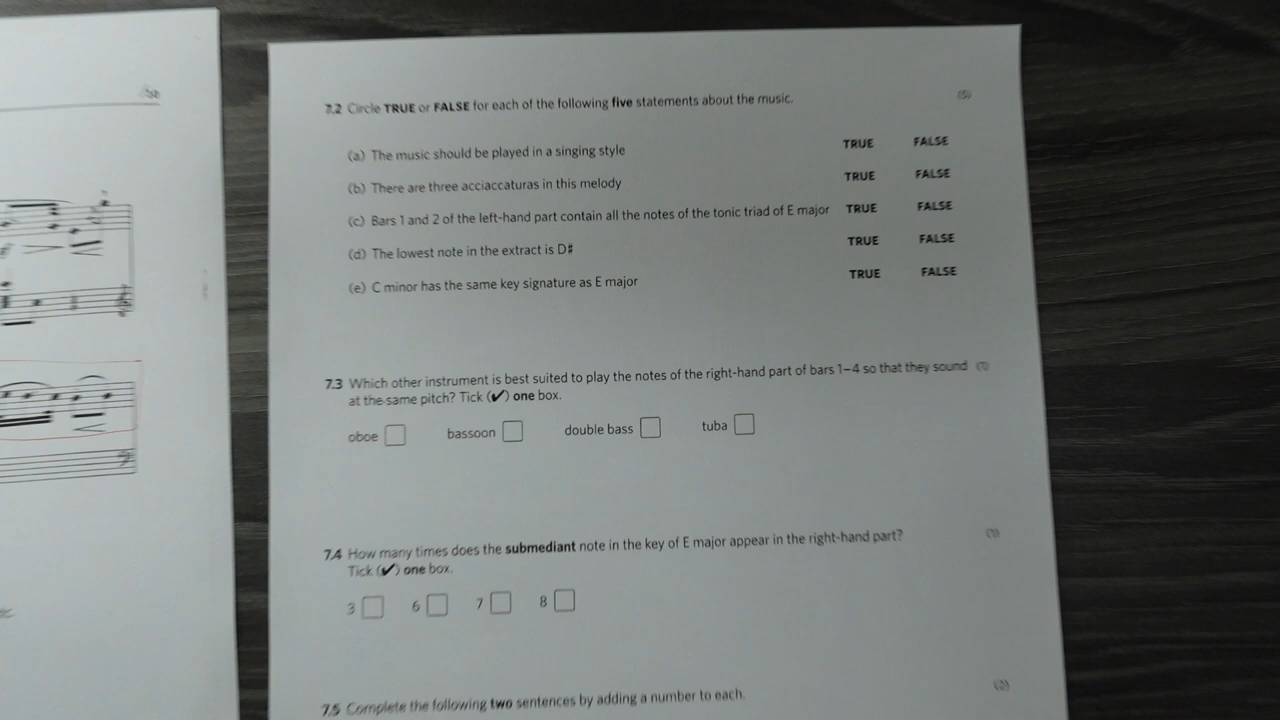 7.2 Circle TRUE or FALSE for each of the following five statements about the music. (5)
(a) The music should be played in a singing style TRUE FALSE
(b) There are three acciaccaturas in this melody TRUE FALSE
(c) Bars 1 and 2 of the left-hand part contain all the notes of the tonic triad of E major TRUE FALSE
(d) The lowest note in the extract is D♯ TRUE FALSE
(e) C minor has the same key signature as E major TRUE FALSE
7.3 Which other instrument is best suited to play the notes of the right-hand part of bars 1–4 so that they sound (1)
at the same pitch? Tick (✔) one box.
oboe bassoon double bass tuba
7.4 How many times does the submediant note in the key of E major appear in the right-hand part? (1)
Tick (✔) one box.
3 6 7 8
7.5 Complete the following two sentences by adding a number to each. (2)